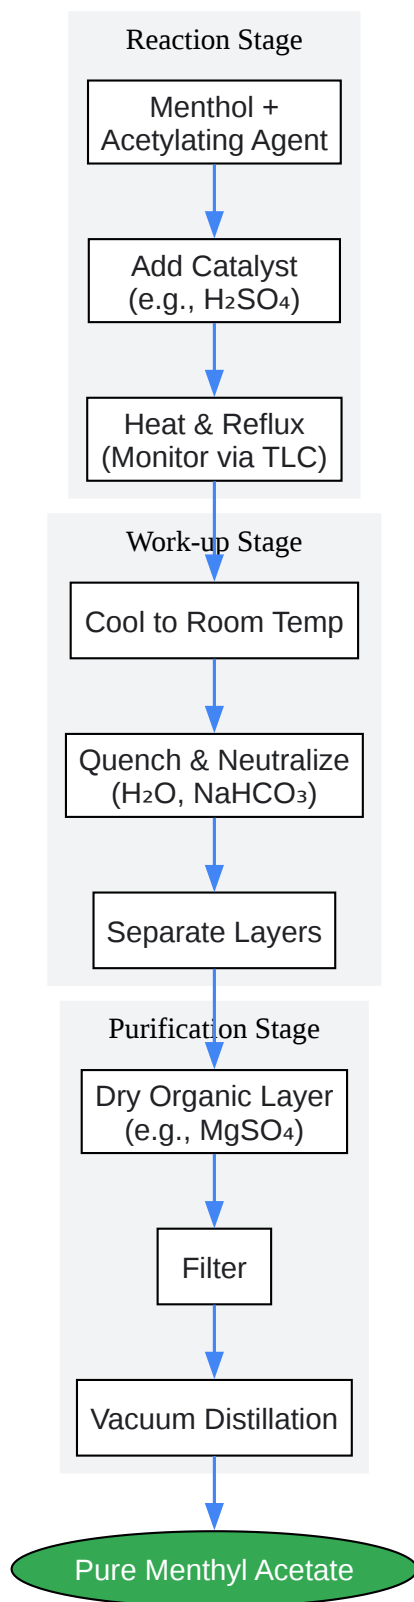 Reaction Stage
Menthol +
Acetylating Agent
Add Catalyst
(e.g., H₂SO₄)
Heat & Reflux
(Monitor via TLC)
Work-up Stage
Cool to Room Temp
Quench & Neutralize
(H₂O, NaHCO₃)
Separate Layers
Purification Stage
Dry Organic Layer
(e.g., MgSO₄)
Filter
Vacuum Distillation
Pure Menthyl Acetate